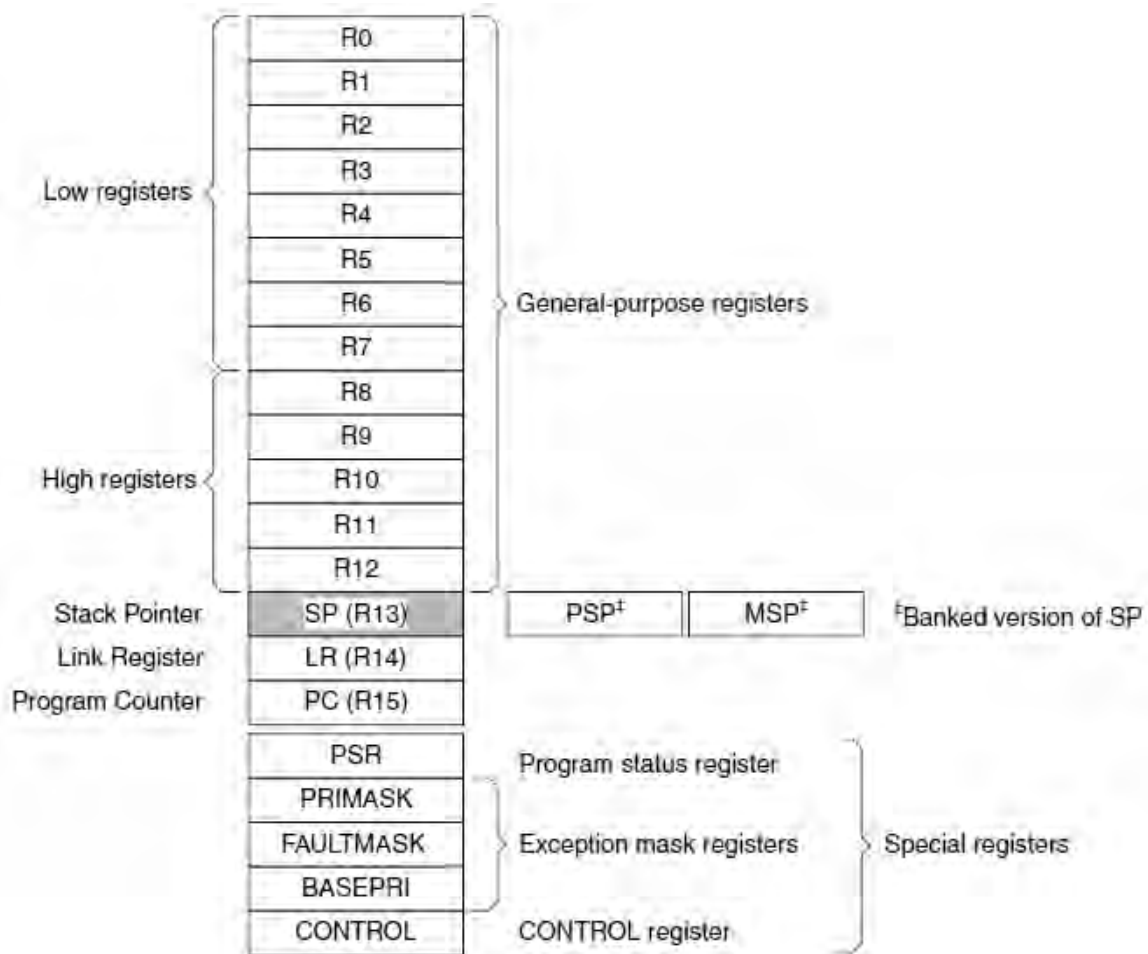 R0
R1
R2
R3
Low registers
R4
R5
R6
General-purpose registers
R7
R8
R9
High registers
R10
R11
R12
Stack Pointer SP (R13) PSP‡ MSP‡ ‡Banked version of SP
Link Register LR (R14)
Program Counter PC (R15)
PSR Program status register
PRIMASK
FAULTMASK Exception mask registers Special registers
BASEPRI
CONTROL CONTROL register